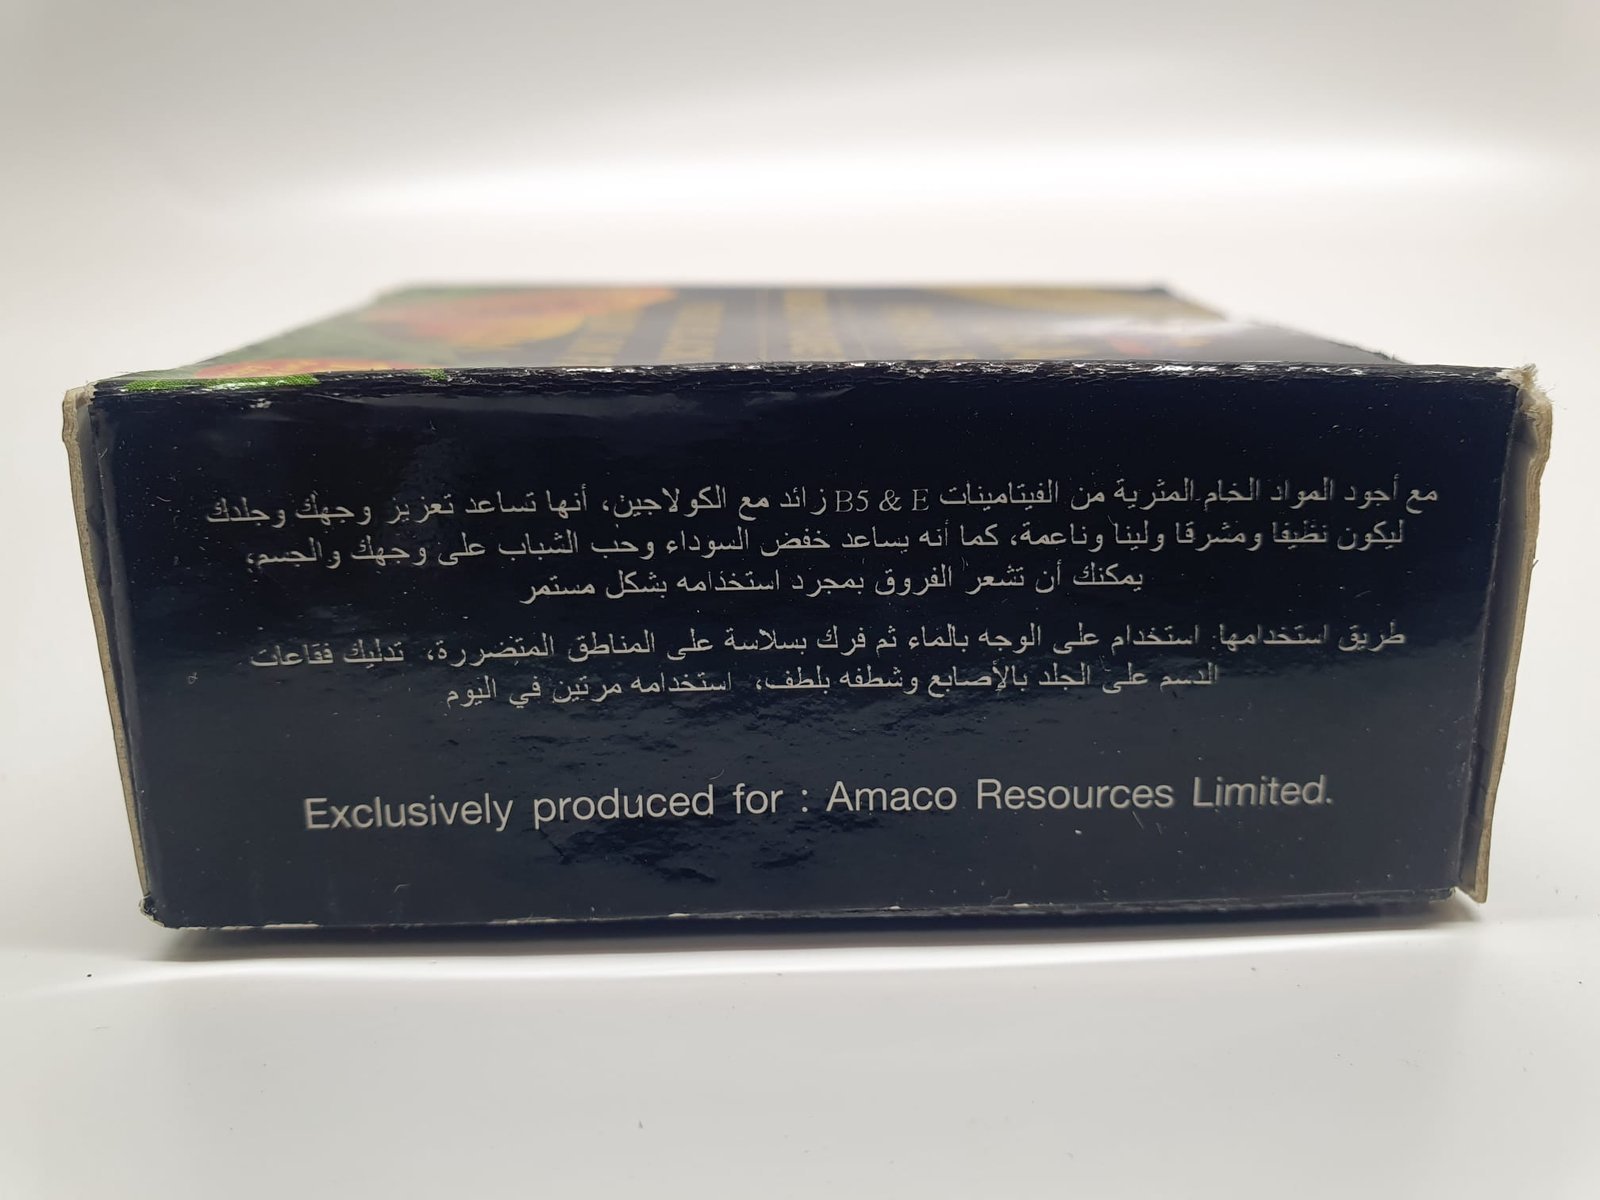 مع أجود المواد الخام المثرية من الفيتامينات B5 & E زائد مع الكولاجين، أنها تساعد تعزيز وجهك وجلدك
ليكون نظيفا ومشرقا ولينا وناعمة، كما أنه يساعد خفض السوداء وحب الشباب على وجهك والجسم؛
يمكنك أن تشعر الفروق بمجرد استخدامه بشكل مستمر
طريق استخدامها: استخدام على الوجه بالماء ثم فرك بسلاسة على المناطق المتضررة، تدليك فقاعات
الدسم على الجلد بالأصابع وشطفه بلطف، استخدامه مرتين في اليوم
Exclusively produced for : Amaco Resources Limited.